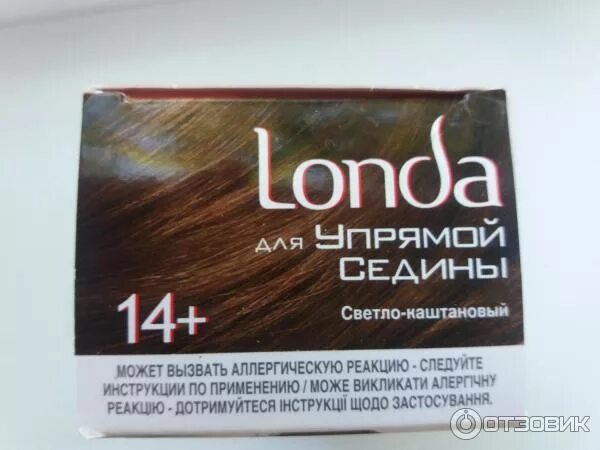 Londa
для УПРЯМОЙ
СЕДИНЫ
Светло-каштановый
14+
МОЖЕТ ВЫЗВАТЬ АЛЛЕРГИЧЕСКУЮ РЕАКЦИЮ - СЛЕДУЙТЕ
ИНСТРУКЦИИ ПО ПРИМЕНЕНИЮ / МОЖЕ ВИКЛИКАТИ АЛЕРГІЧНУ
РЕАКЦІЮ - ДОТРИМУЙТЕСЯ ІНСТРУКЦІЇ ЩОДО ЗАСТОСУВАННЯ.
ОТЗОВИК